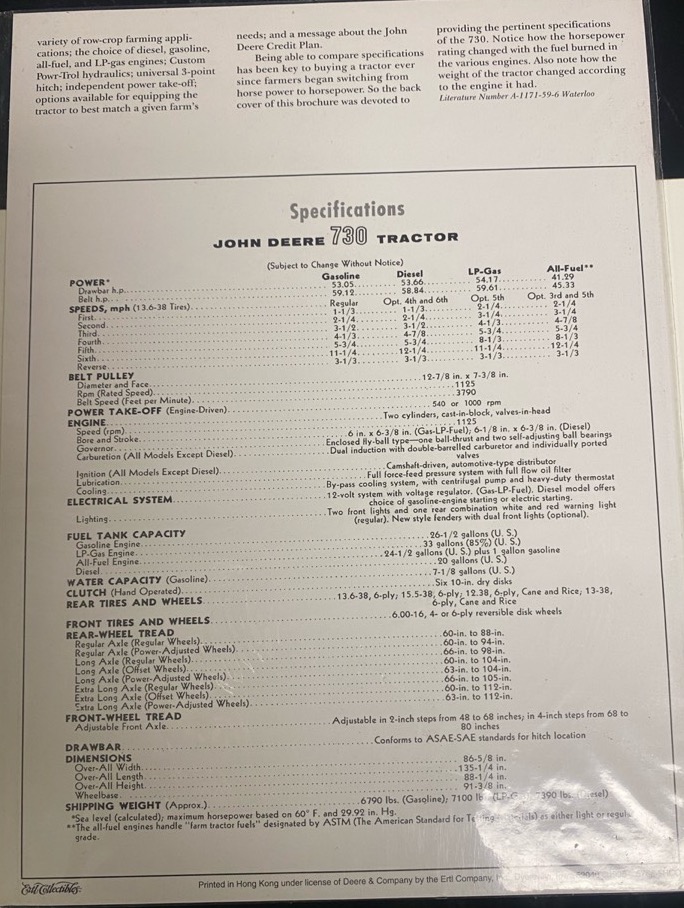 variety of row-crop farming appli-
cations; the choice of diesel, gasoline,
all-fuel, and LP-gas engines; Custom
Powr-Trol hydraulics; universal 3-point
hitch; independent power take-off;
options available for equipping the
tractor to best match a given farm's
needs; and a message about the John
Deere Credit Plan.
Being able to compare specifications
has been key to buying a tractor ever
since farmers began switching from
horse power to horsepower. So the back
cover of this brochure was devoted to
providing the pertinent specifications
of the 730. Notice how the horsepower
rating changed with the fuel burned in
the various engines. Also note how the
weight of the tractor changed according
to the engine it had.
Literature Number A-1171-59-6 Waterloo
Specifications
JOHN DEERE 730 TRACTOR
(Subject to Change Without Notice)
Gasoline Diesel LP-Gas All-Fuel**
POWER*
Drawbar h.p. 53.05 53.66 54.17 41.29
Belt h.p. 59.12 58.84 59.61 45.33
SPEEDS, mph (13.6-38 Tires) Regular Opt. 4th and 6th Opt. 5th Opt. 3rd and 5th
First 1-1/3 1-1/3 2-1/4 2-1/4
Second 2-1/4 2-1/4 3-1/4 3-1/4
Third 3-1/2 3-1/2 4-1/3 4-7/8
Fourth 4-1/3 4-7/8 5-3/4 5-3/4
Fifth 5-3/4 5-3/4 8-1/3 8-1/3
Sixth 11-1/4 12-1/4 11-1/4 12-1/4
Reverse 3-1/3 3-1/3 3-1/3 3-1/3
BELT PULLEY
Diameter and Face 12-7/8 in. x 7-3/8 in.
Rpm (Rated Speed) 1125
Belt Speed (Feet per Minute) 3790
POWER TAKE-OFF (Engine-Driven) 540 or 1000 rpm
ENGINE Two cylinders, cast-in-block, valves-in-head
Speed (rpm) 1125
Bore and Stroke 6 in. x 6-3/8 in. (Gas-LP-Fuel); 6-1/8 in. x 6-3/8 in. (Diesel)
Governor Enclosed fly-ball type—one ball-thrust and two self-adjusting ball bearings
Carburetion (All Models Except Diesel) Dual induction with double-barrelled carburetor and individually ported
valves
Ignition (All Models Except Diesel) Camshaft-driven, automotive-type distributor
Lubrication Full force-feed pressure system with full flow oil filter
Cooling By-pass cooling system, with centrifugal pump and heavy-duty thermostat
ELECTRICAL SYSTEM 12-volt system with voltage regulator. (Gas-LP-Fuel). Diesel model offers
choice of gasoline-engine starting or electric starting.
Lighting Two front lights and one rear combination white and red warning light
(regular). New style fenders with dual front lights (optional).
FUEL TANK CAPACITY
Gasoline Engine 26-1/2 gallons (U. S.)
LP-Gas Engine 33 gallons (85%) (U. S.)
All-Fuel Engine 24-1/2 gallons (U. S.) plus 1 gallon gasoline
Diesel 20 gallons (U. S.)
WATER CAPACITY (Gasoline) 7-1/8 gallons (U. S.)
CLUTCH (Hand Operated) Six 10-in. dry disks
REAR TIRES AND WHEELS 13.6-38, 6-ply; 15.5-38, 6-ply; 12.38, 6-ply, Cane and Rice; 13-38,
6-ply, Cane and Rice
FRONT TIRES AND WHEELS 6.00-16, 4- or 6-ply reversible disk wheels
REAR-WHEEL TREAD
Regular Axle (Regular Wheels) 60-in. to 88-in.
Regular Axle (Power-Adjusted Wheels) 60-in. to 94-in.
Long Axle (Regular Wheels) 66-in. to 98-in.
Long Axle (Offset Wheels) 60-in. to 104-in.
Long Axle (Power-Adjusted Wheels) 63-in. to 104-in.
Extra Long Axle (Regular Wheels) 66-in. to 105-in.
Extra Long Axle (Offset Wheels) 60-in. to 112-in.
Extra Long Axle (Power-Adjusted Wheels) 63-in. to 112-in.
FRONT-WHEEL TREAD
Adjustable Front Axle Adjustable in 2-inch steps from 48 to 68 inches; in 4-inch steps from 68 to
80 inches
DRAWBAR Conforms to ASAE-SAE standards for hitch location
DIMENSIONS
Over-All Width 86-5/8 in.
Over-All Length 135-1/4 in.
Over-All Height 88-1/4 in.
Wheelbase 91-3/8 in.
SHIPPING WEIGHT (Approx.) 6790 lbs. (Gasoline); 7100 lb (LP-G 7390 lbs. (Diesel)
*Sea level (calculated); maximum horsepower based on 60° F. and 29.92 in. Hg.
**The all-fuel engines handle "farm tractor fuels" designated by ASTM (The American Standard for as either light or regular
grade.
Ertl Collectibles
Printed in Hong Kong under license of Deere & Company by the Ertl Company,